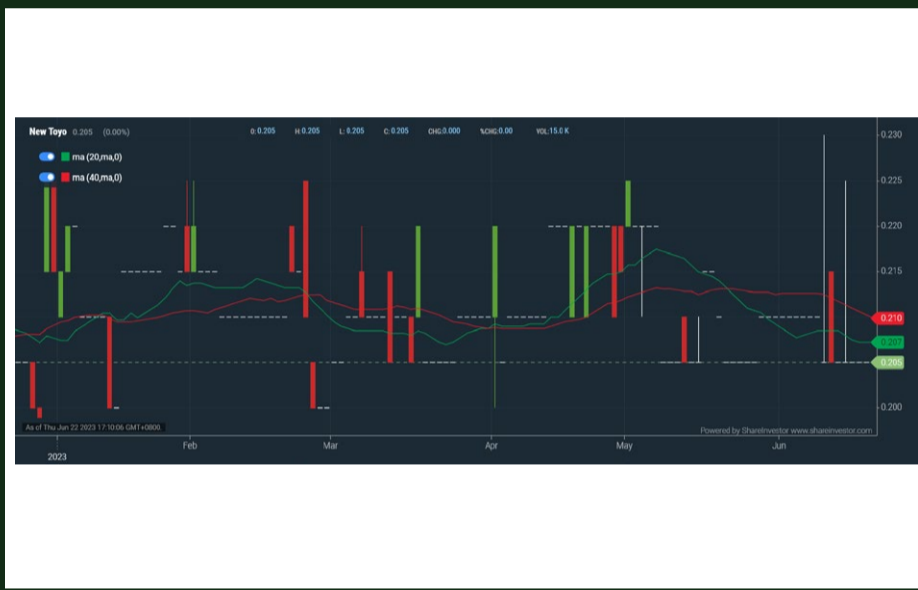 New Toyo 0.205 (0.00%) O: 0.205 H: 0.205 L: 0.205 C: 0.205 CHG:0.000 %CHG:0.00 VOL:15.0 K
ma (20,ma,0)
ma (40,ma,0)
0.230
0.225
0.220
0.215
0.210
0.207
0.205
0.200
As of Thu Jun 22 2023 17:10:06 GMT+0800
Powered by ShareInvestor www.shareinvestor.com
Feb Mar Apr May Jun
2023